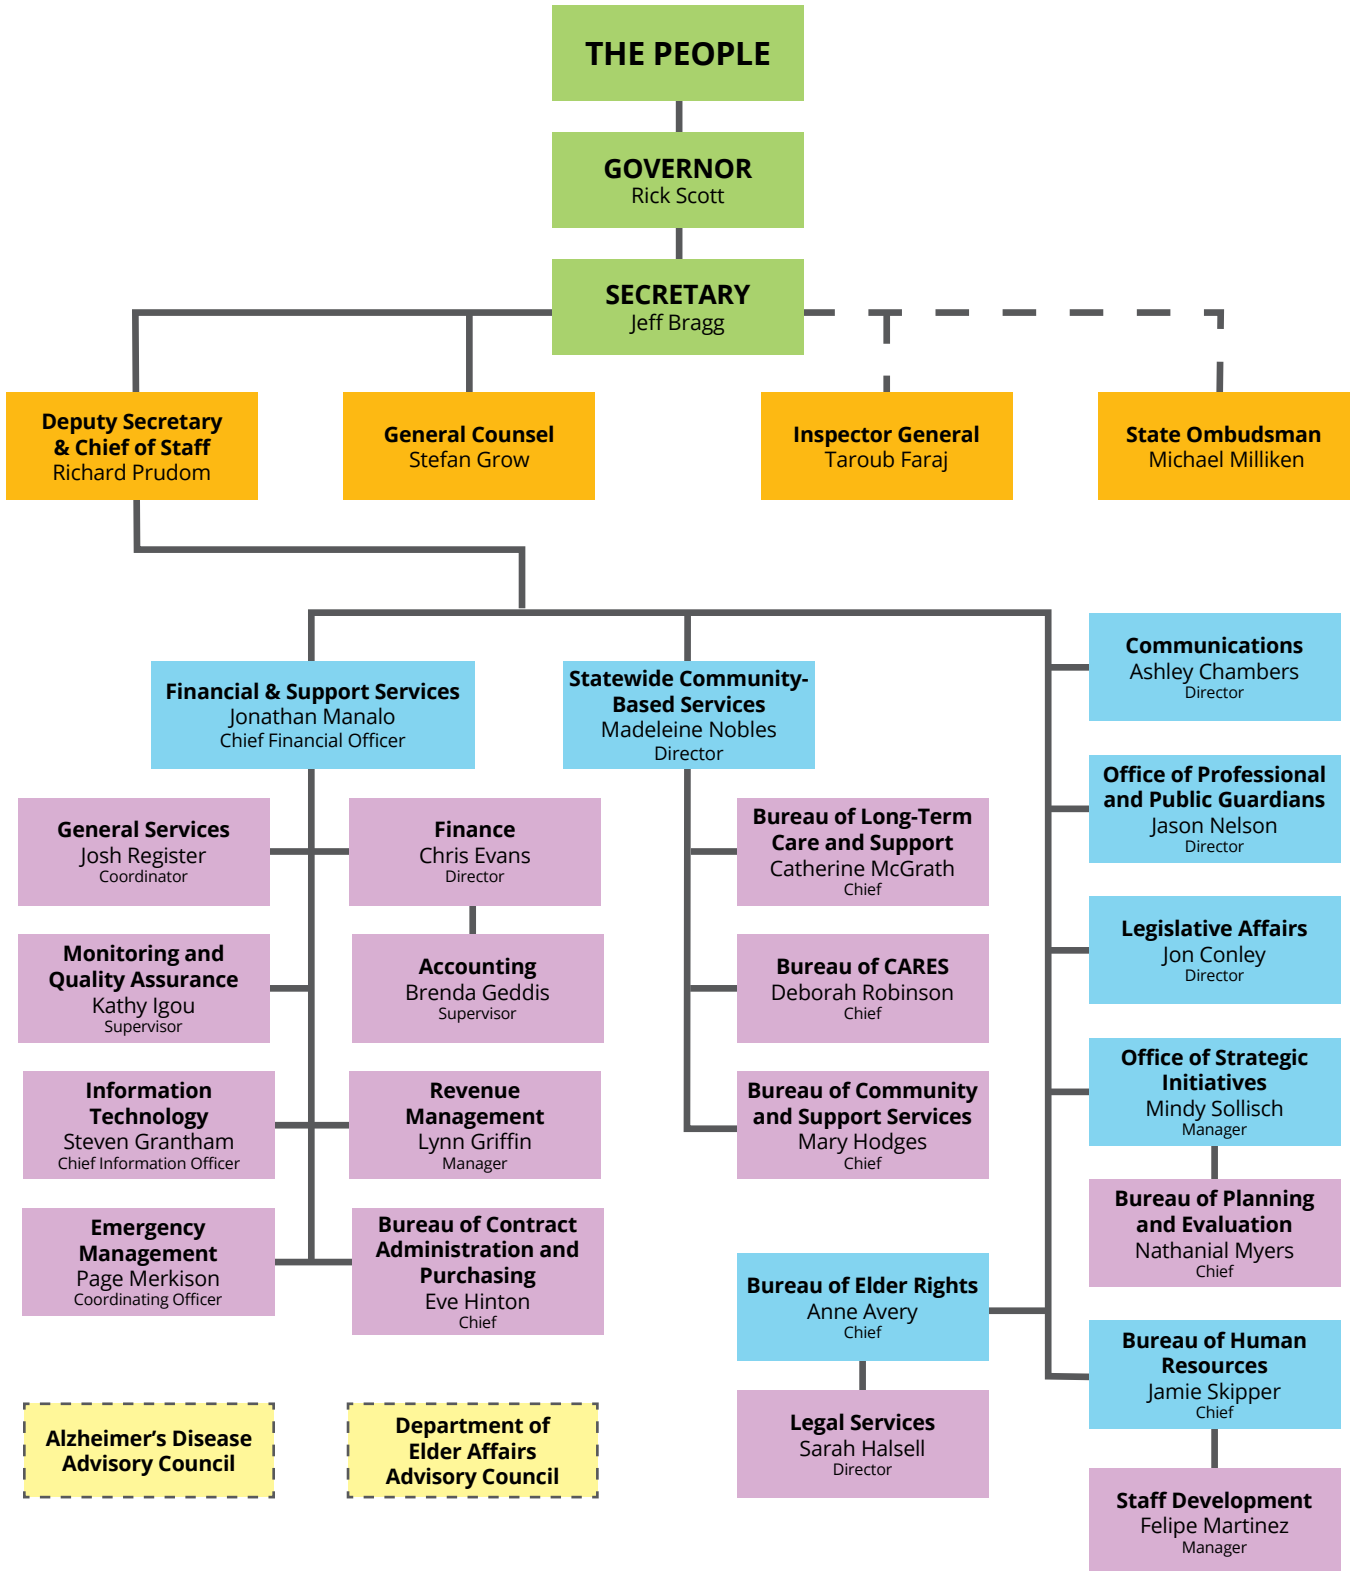 THE PEOPLE
GOVERNOR
Rick Scott
SECRETARY
Jeff Bragg
Deputy Secretary
& Chief of Staff
Richard Prudom
General Counsel
Stefan Grow
Inspector General
Taroub Faraj
State Ombudsman
Michael Milliken
Financial & Support Services
Jonathan Manalo
Chief Financial Officer
Statewide Community-
Based Services
Madeleine Nobles
Director
Communications
Ashley Chambers
Director
Office of Professional
and Public Guardians
Jason Nelson
Director
Legislative Affairs
Jon Conley
Director
Office of Strategic
Initiatives
Mindy Sollisch
Manager
Bureau of Planning
and Evaluation
Nathanial Myers
Chief
Bureau of Human
Resources
Jamie Skipper
Chief
Staff Development
Felipe Martinez
Manager
General Services
Josh Register
Coordinator
Finance
Chris Evans
Director
Monitoring and
Quality Assurance
Kathy Igou
Supervisor
Accounting
Brenda Geddis
Supervisor
Information
Technology
Steven Grantham
Chief Information Officer
Revenue
Management
Lynn Griffin
Manager
Emergency
Management
Page Merkison
Coordinating Officer
Bureau of Contract
Administration and
Purchasing
Eve Hinton
Chief
Bureau of Long-Term
Care and Support
Catherine McGrath
Chief
Bureau of CARES
Deborah Robinson
Chief
Bureau of Community
and Support Services
Mary Hodges
Chief
Bureau of Elder Rights
Anne Avery
Chief
Legal Services
Sarah Halsell
Director
Alzheimer’s Disease
Advisory Council
Department of
Elder Affairs
Advisory Council